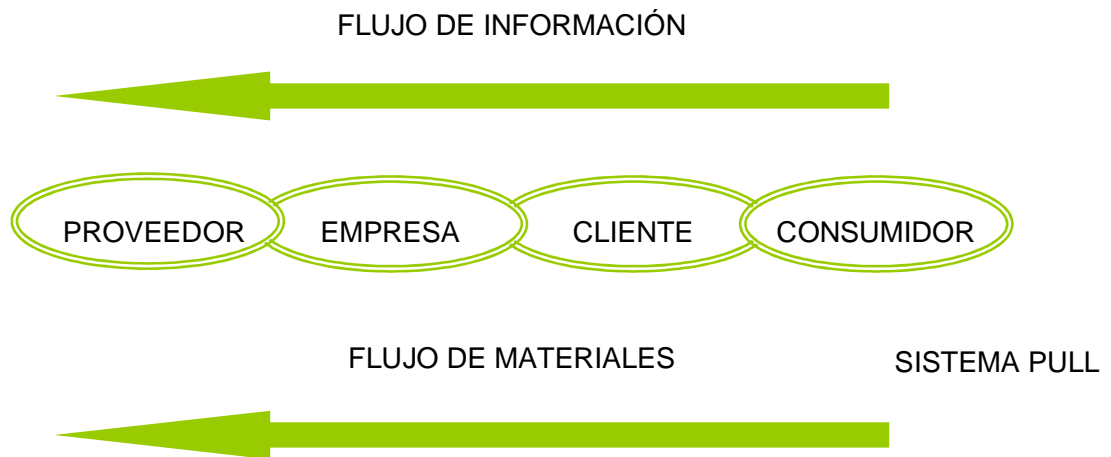 FLUJO DE INFORMACIÓN
PROVEEDOR EMPRESA CLIENTE CONSUMIDOR
FLUJO DE MATERIALES SISTEMA PULL